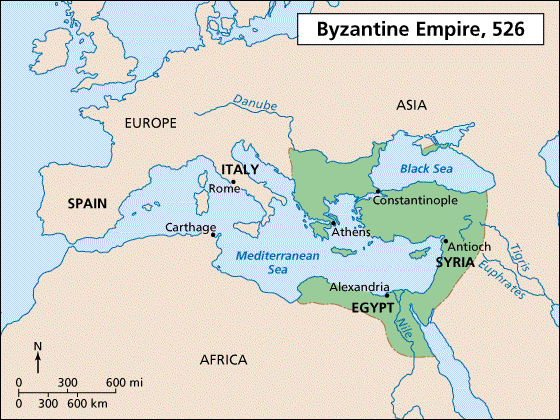 Byzantine Empire, 526
Danube
ASIA
EUROPE
Black Sea
ITALY
Rome
SPAIN
Constantinople
Carthage
Athens
Antioch
Tigris
Mediterranean
Sea
SYRIA
Euphrates
Alexandria
EGYPT
Nile
AFRICA
N
0 300 600 mi
0 300 600 km